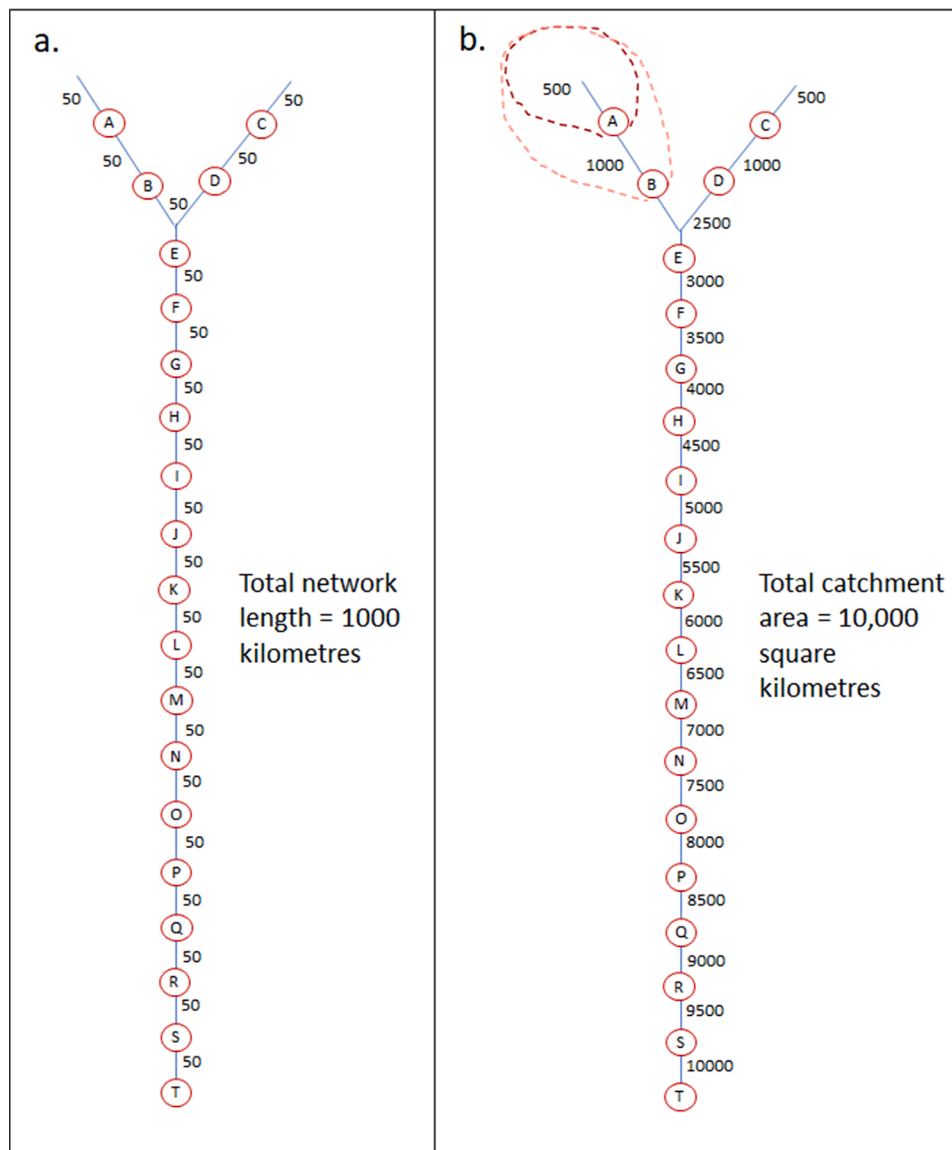 a.
50
50
A
C
50
50
B
D
50
E
50
F
50
G
50
H
50
I
50
J
50
K
50
L
50
M
50
N
50
O
50
P
50
Q
50
R
50
S
50
T
Total network
length = 1000
kilometres
b.
500
500
A
C
1000
1000
B
D
2500
E
3000
F
3500
G
4000
H
4500
I
5000
J
5500
K
6000
L
6500
M
7000
N
7500
O
8000
P
8500
Q
9000
R
9500
S
10000
T
Total catchment
area = 10,000
square
kilometres